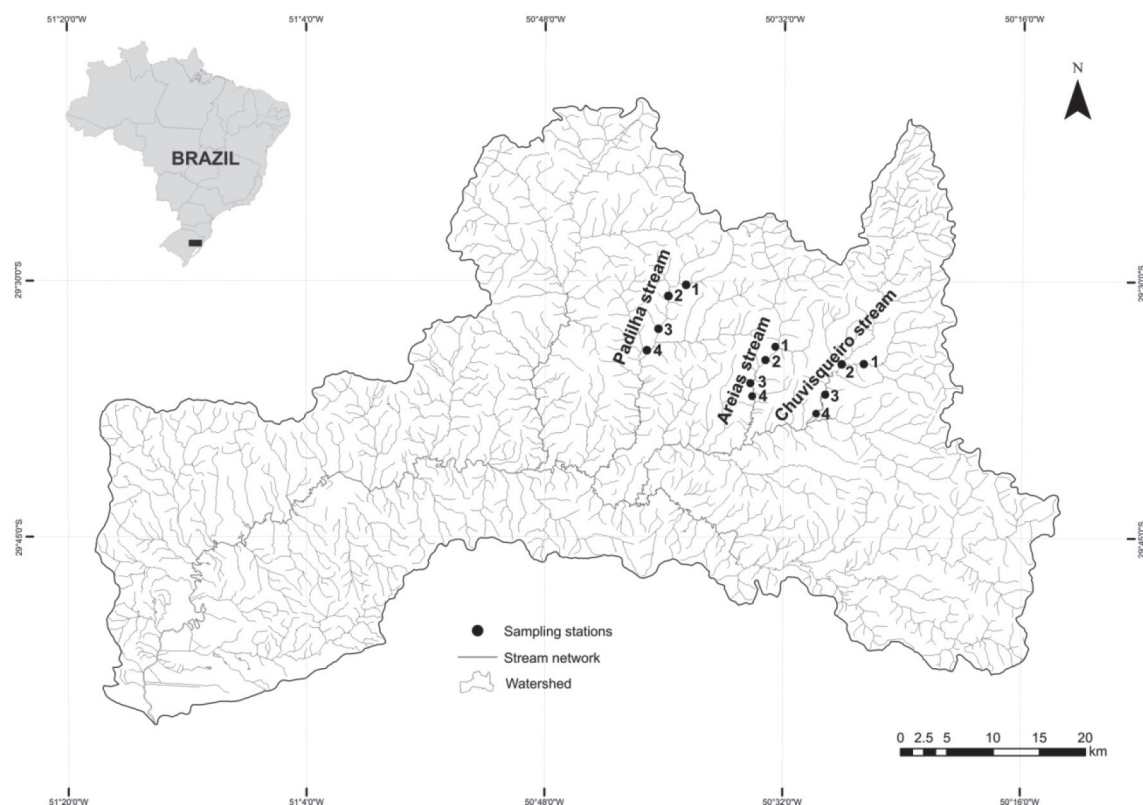 51°20'0"W
51°4'0"W
50°48'0"W
50°32'0"W
50°16'0"W
N
BRAZIL
29°30'0"S
29°30'0"S
Padilha stream
1
2
3
4
Areias stream
1
2
3
4
Chuvisqueiro stream
1
2
3
4
29°45'0"S
29°45'0"S
Sampling stations
Stream network
Watershed
0 2.5 5 10 15 20
km
51°20'0"W
51°4'0"W
50°48'0"W
50°32'0"W
50°16'0"W